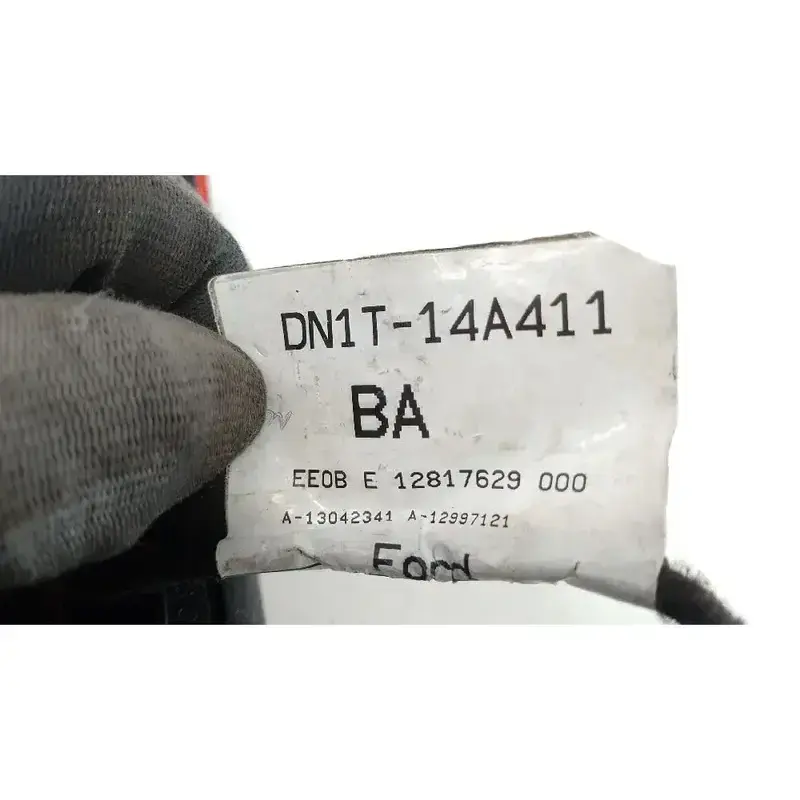 DN1T-14A411
BA
EE0B E 12817629 000
A-13042341 A-12997121
Ford